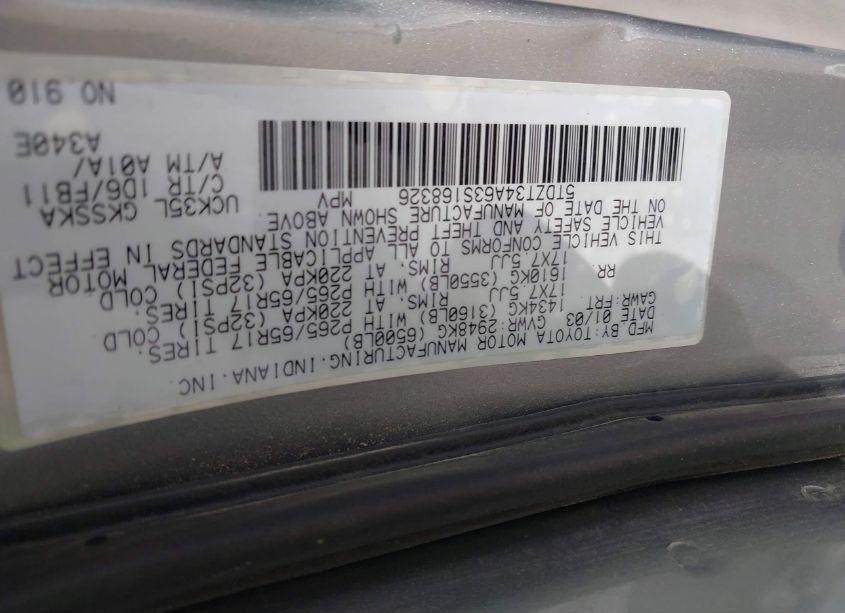 MFD.BY:TOYOTA MOTOR MANUFACTURING.INDIANA.INC.
DATE 01/03 GVWR:2948KG (6500LB)
GAWR:FRT. 1434KG (3160LB) WITH P265/65R17 TIRES.
17X7.5JJ RIMS. AT 220KPA (32PSI) COLD
RR. 1610KG (3550LB) WITH P265/65R17 TIRES.
17X7.5JJ RIMS. AT 220KPA (32PSI) COLD
THIS VEHICLE CONFORMS TO ALL APPLICABLE FEDERAL MOTOR
VEHICLE SAFETY AND THEFT PREVENTION STANDARDS IN EFFECT
ON THE DATE OF MANUFACTURE SHOWN ABOVE.
5TDZT34A63S168326 MPV
UCK35L GKSSKA
C/TR 1D6/FB11
A/TM A01A/
A340E
NO.910